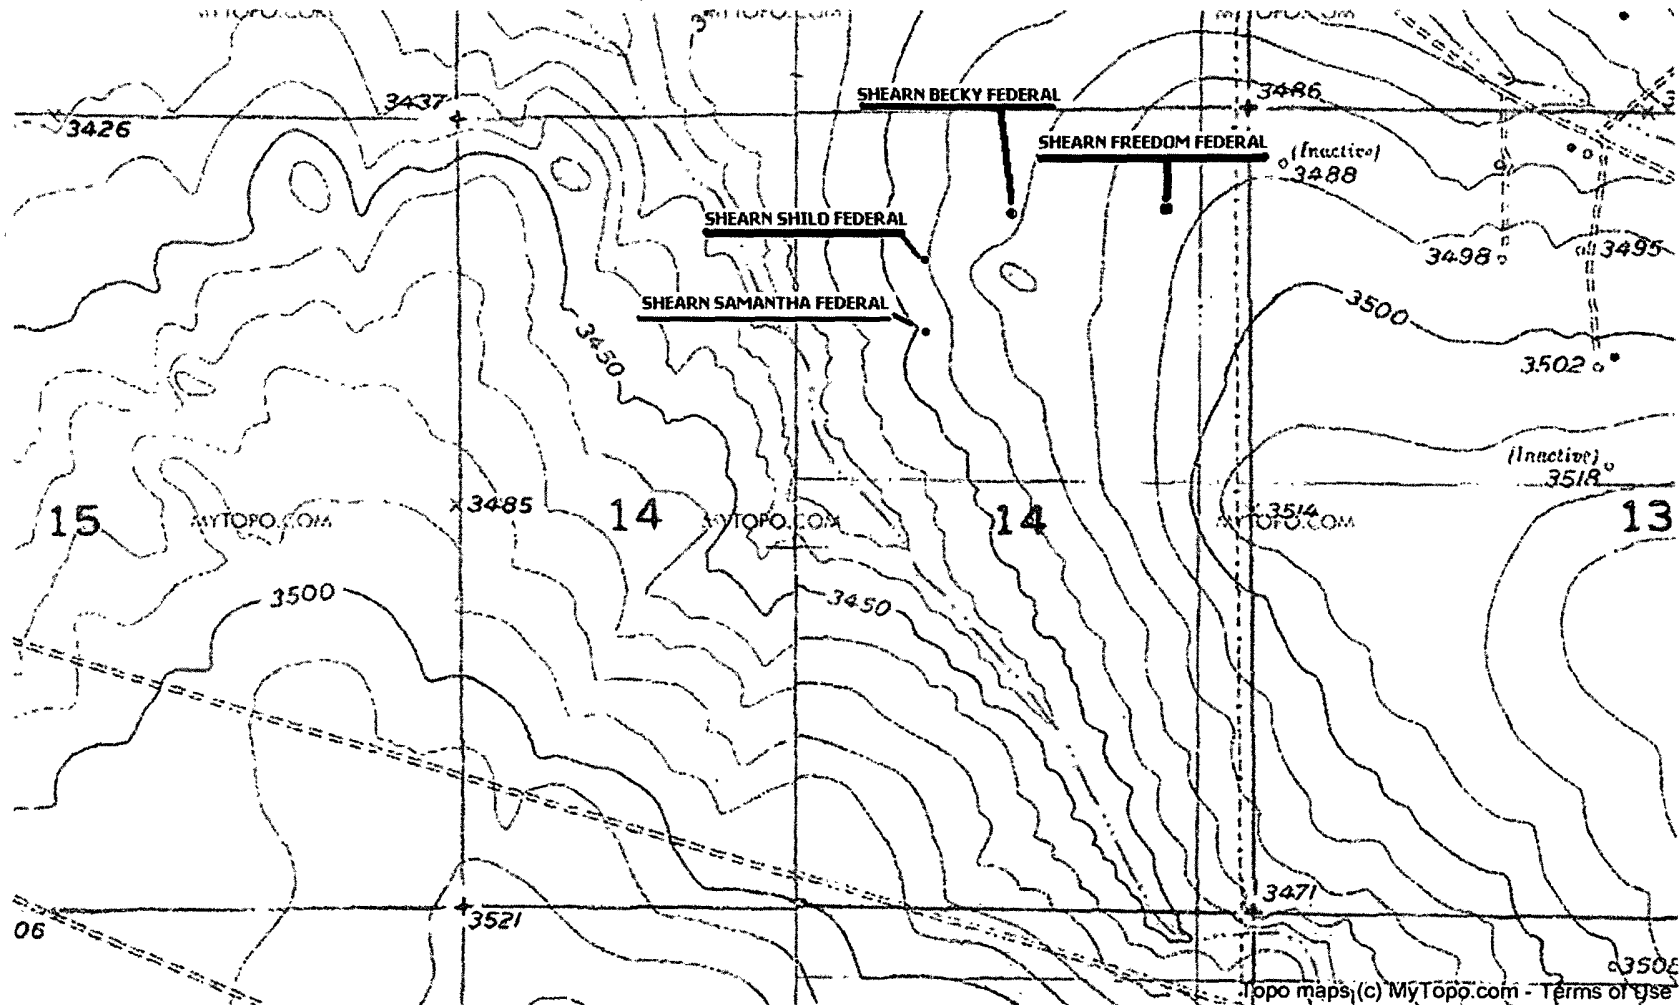 MYTOPO.COM
MYTOPO.COM
MYTOPO.COM
SHEARN BECKY FEDERAL
3486
3437
3426
SHEARN FREEDOM FEDERAL
(Inactive)
3488
SHEARN SHILO FEDERAL
3498
3495
SHEARN SAMANTHA FEDERAL
3500
3450
3502
(Inactive)
3518
3485
14
14
3514
13
15
MYTOPO.COM
MYTOPO.COM
MYTOPO.COM
3500
3450
3471
3521
06
Topo maps (c) MyTopo.com - Terms of Use